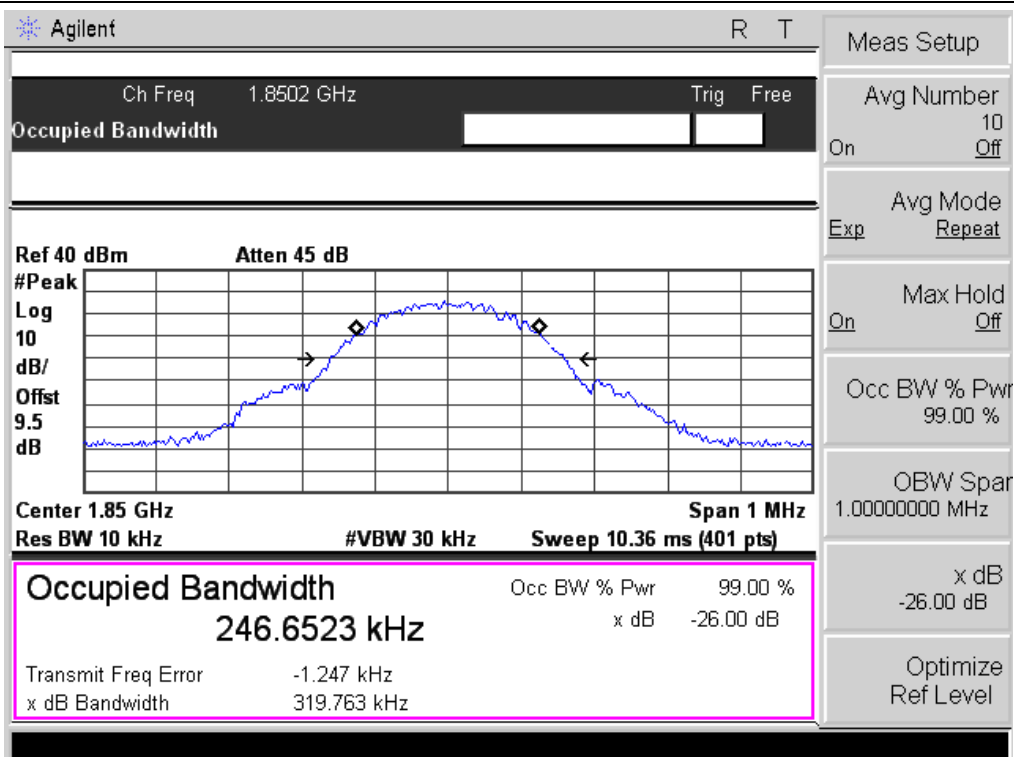 Agilent R T
Ch Freq 1.8502 GHz Trig Free
Occupied Bandwidth
Ref 40 dBm Atten 45 dB
#Peak
Log
10
dB/
Offst
9.5
dB
Center 1.85 GHz Span 1 MHz
Res BW 10 kHz #VBW 30 kHz Sweep 10.36 ms (401 pts)
Occupied Bandwidth
246.6523 kHz
Occ BW % Pwr 99.00 %
x dB -26.00 dB
Transmit Freq Error -1.247 kHz
x dB Bandwidth 319.763 kHz
Meas Setup
Avg Number
10
On Off
Avg Mode
Exp Repeat
Max Hold
On Off
Occ BW % Pwr
99.00 %
OBW Span
1.00000000 MHz
x dB
-26.00 dB
Optimize
Ref Level